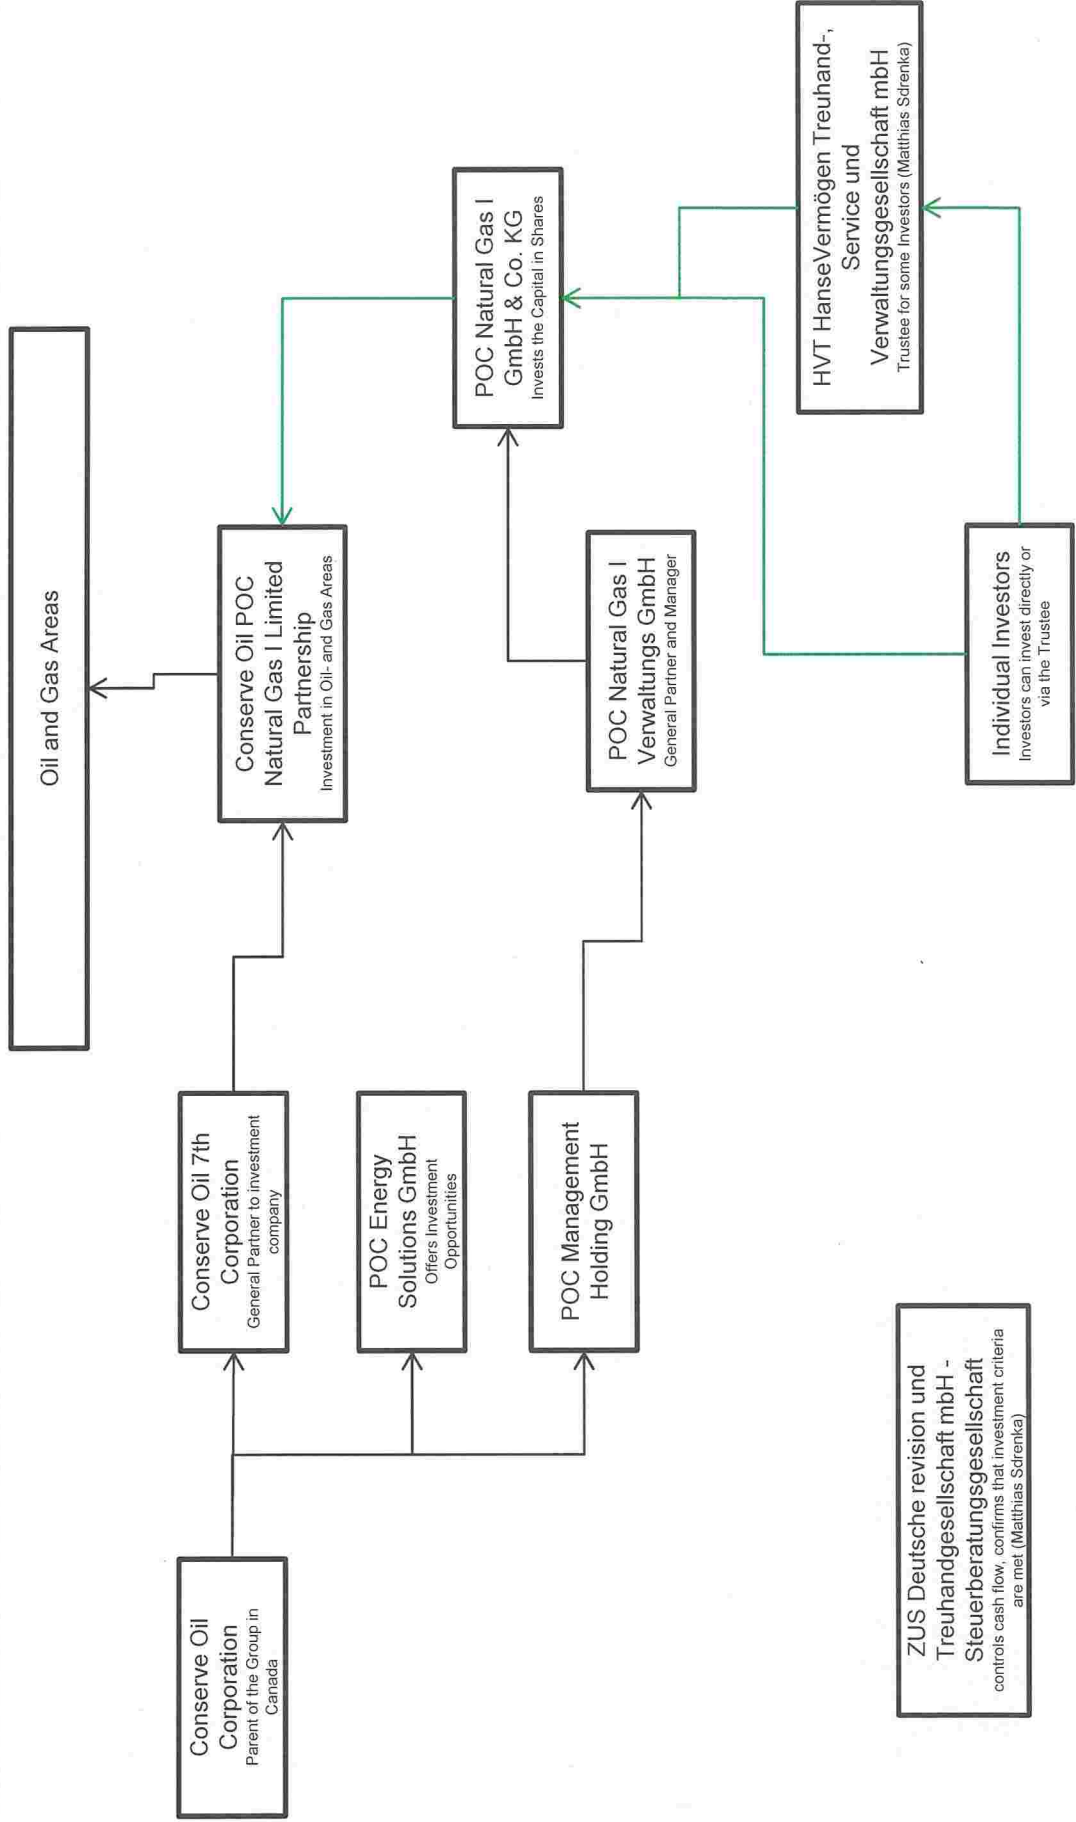 Oil and Gas Areas
Conserve Oil 7th
Corporation
General Partner to investment
company
Conserve Oil POC
Natural Gas I Limited
Partnership
Investment in Oil- and Gas Areas
Conserve Oil
Corporation
Parent of the Group in
Canada
POC Energy
Solutions GmbH
Offers Investment
Opportunities
POC Natural Gas I
GmbH & Co. KG
Invests the Capital in Shares
POC Management
Holding GmbH
POC Natural Gas I
Verwaltungs GmbH
General Partner and Manager
HVT HanseVermögen Treuhand-,
Service und
Verwaltungsgesellschaft mbH
Trustee for some Investors (Matthias Sdrenka)
ZUS Deutsche revision und
Treuhandgesellschaft mbH -
Steuerberatungsgesellschaft
controls cash flow, confirms that investment criteria
are met (Matthias Sdrenka)
Individual Investors
Investors can invest directly or
via the Trustee